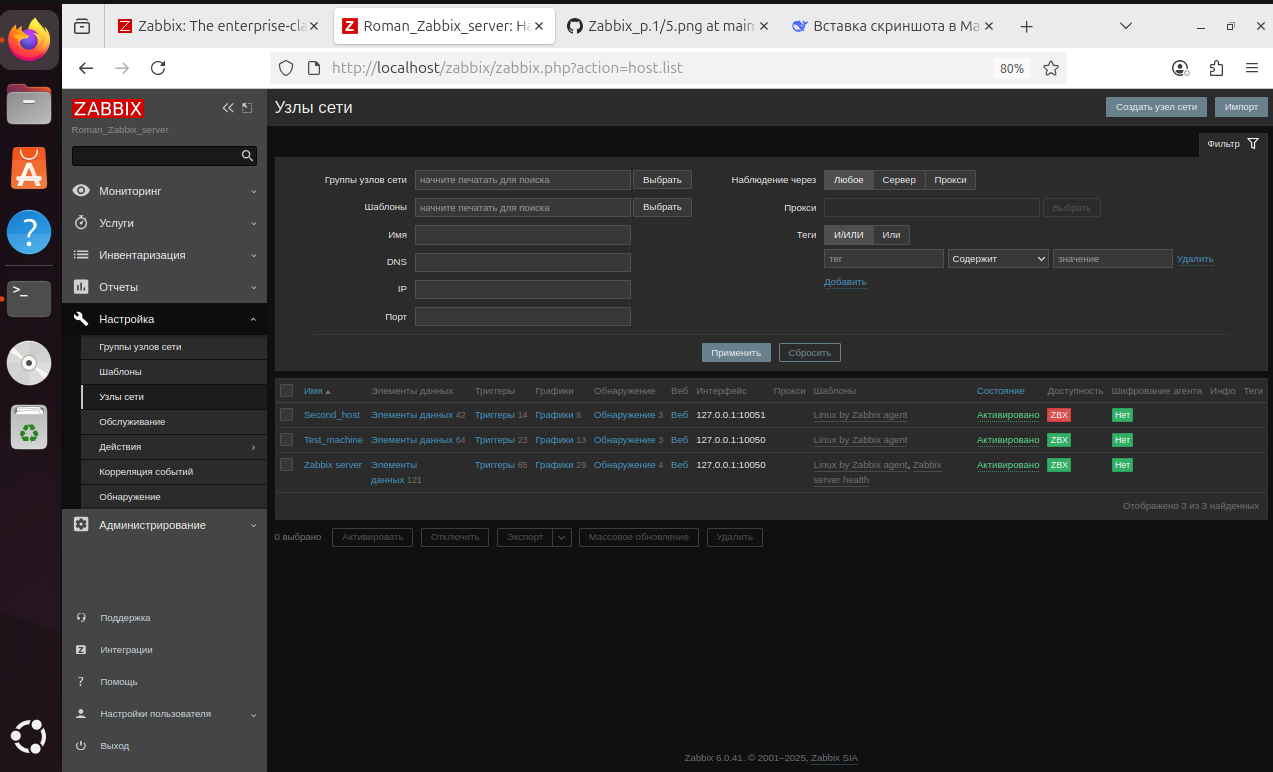 Zabbix: The enterprise-cla
Roman_Zabbix_server: Ha
Zabbix_p.1/5.png at main
Вставка скриншота в Ma
http://localhost/zabbix/zabbix.php?action=host.list
80%
ZABBIX
Roman_Zabbix_server
Мониторинг
Услуги
Инвентаризация
Отчеты
Настройка
Группы узлов сети
Шаблоны
Узлы сети
Обслуживание
Действия
Корреляция событий
Обнаружение
Администрирование
Поддержка
Интеграции
Помощь
Настройки пользователя
Выход
Узлы сети
Создать узел сети Импорт
Фильтр
Группы узлов сети начните печатать для поиска Выбрать
Шаблоны начните печатать для поиска Выбрать
Имя
DNS
IP
Порт
Наблюдение через Любое Сервер Прокси
Прокси Выбрать
Теги И/ИЛИ Или
тег Содержит значение Удалить
Добавить
Применить Сбросить
Имя Элементы данных Триггеры Графики Обнаружение Веб Интерфейс Прокси Шаблоны Состояние Доступность Шифрование агента Инфо Теги
Second_host Элементы данных 42 Триггеры 14 Графики 8 Обнаружение 3 Веб 127.0.0.1:10051 Linux by Zabbix agent Активировано ZBX Нет
Test_machine Элементы данных 64 Триггеры 23 Графики 13 Обнаружение 3 Веб 127.0.0.1:10050 Linux by Zabbix agent Активировано ZBX Нет
Zabbix server Элементы Триггеры 65 Графики 29 Обнаружение 4 Веб 127.0.0.1:10050 Linux by Zabbix agent, Zabbix Активировано ZBX Нет
данных 121 server health
Отображено 3 из 3 найденных
0 выбрано Активировать Отключить Экспорт Массовое обновление Удалить
Zabbix 6.0.41. © 2001–2025, Zabbix SIA